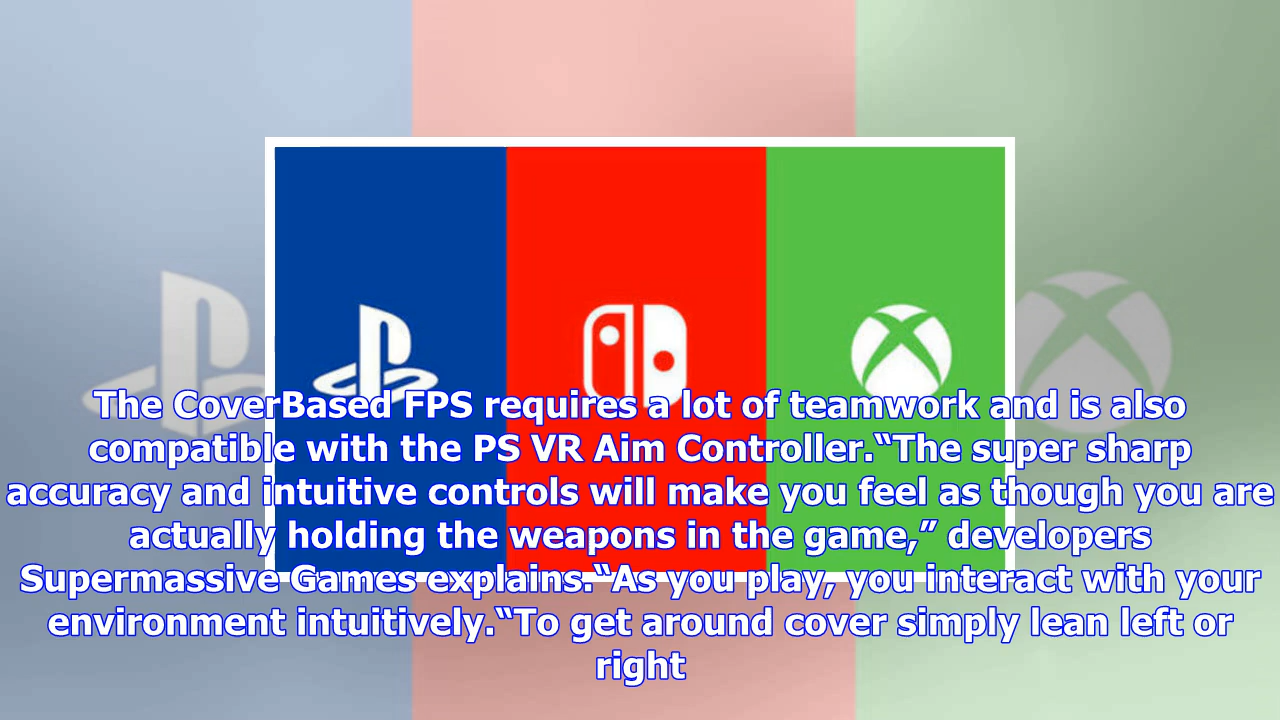 The CoverBased FPS requires a lot of teamwork and is also
compatible with the PS VR Aim Controller.“The super sharp
accuracy and intuitive controls will make you feel as though you are
actually holding the weapons in the game,” developers
Supermassive Games explains.“As you play, you interact with your
environment intuitively.“To get around cover simply lean left or
right